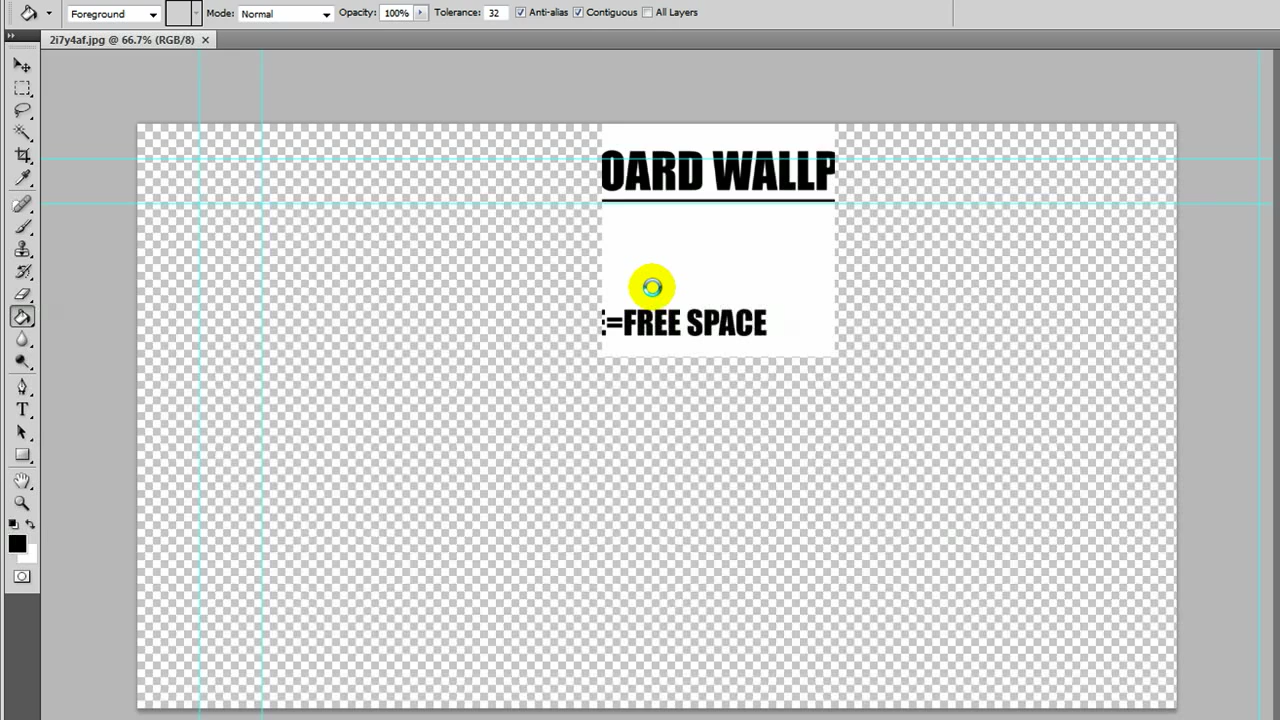 Foreground Mode: Normal Opacity: 100% Tolerance: 32 Anti-alias Contiguous All Layers
2i7y4af.jpg @ 66.7% (RGB/8)
OARD WALLP
:=FREE SPACE
T